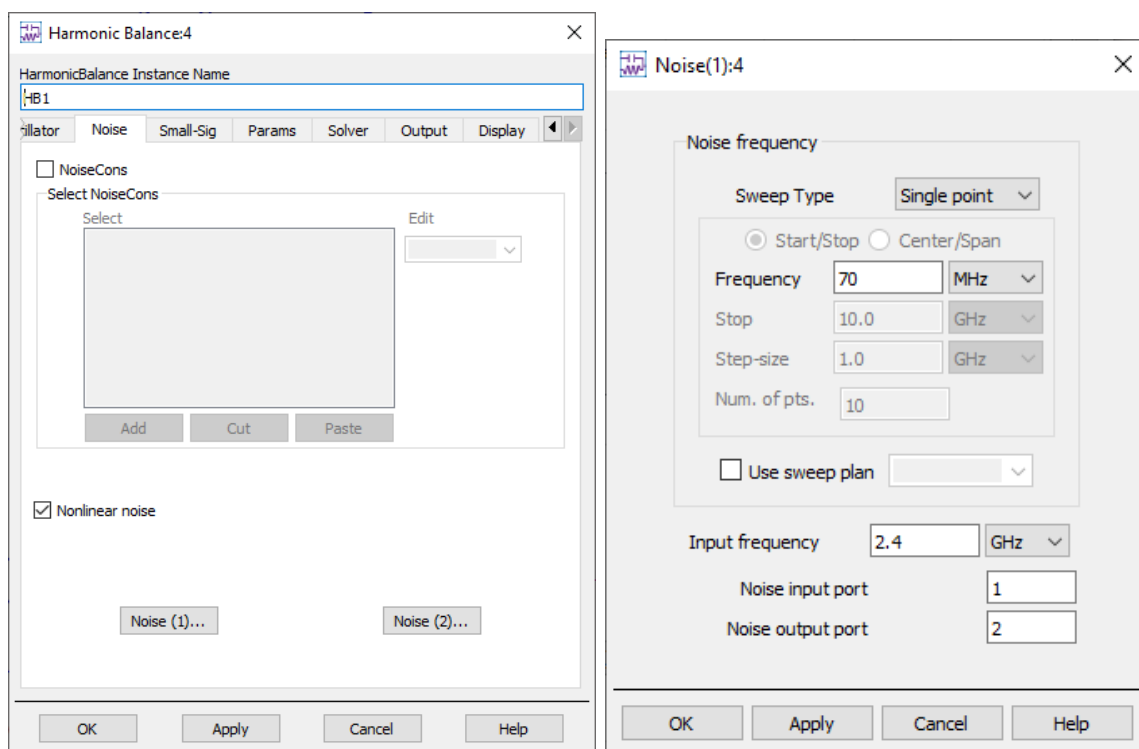 Harmonic Balance:4
HarmonicBalance Instance Name
HB1
illator Noise Small-Sig Params Solver Output Display
NoiseCons
Select NoiseCons
Select Edit
Add Cut Paste
Nonlinear noise
Noise (1)... Noise (2)...
OK Apply Cancel Help
Noise(1):4
Noise frequency
Sweep Type Single point
Start/Stop Center/Span
Frequency 70 MHz
Stop 10.0 GHz
Step-size 1.0 GHz
Num. of pts. 10
Use sweep plan
Input frequency 2.4 GHz
Noise input port 1
Noise output port 2
OK Apply Cancel Help